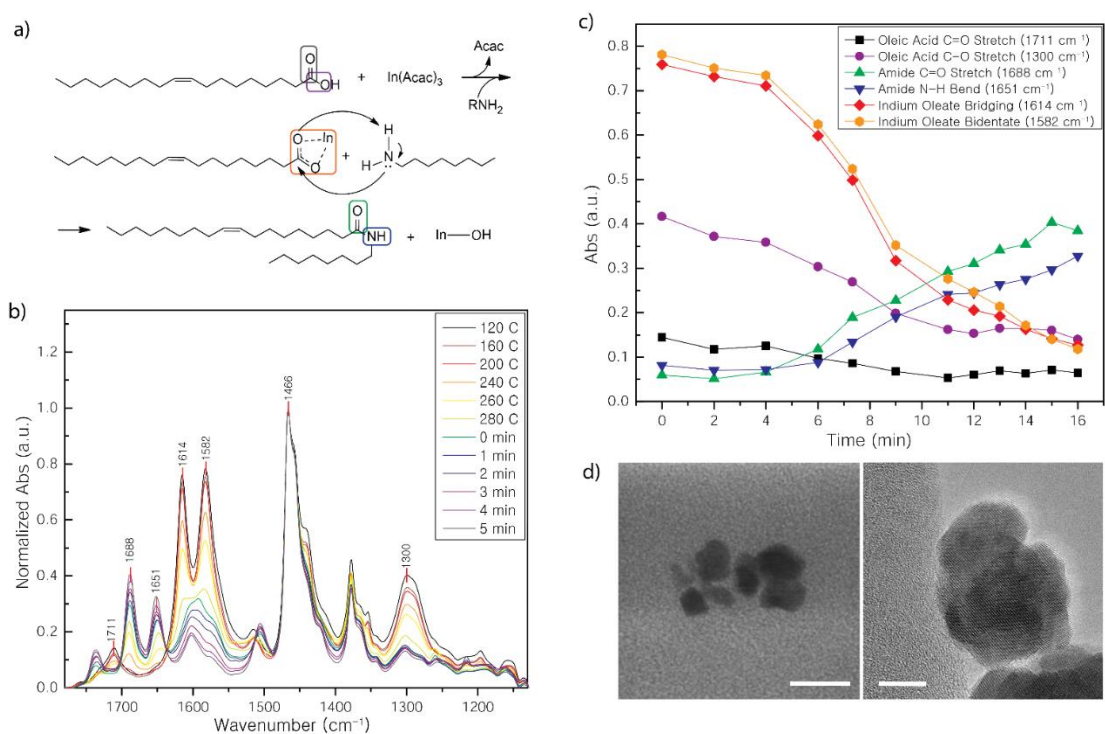 a)
Acac
O
OH
+
In(Acac)₃
RNH₂
O
In
O
+
H
N
H
O
NH
+
In
OH
b)
Normalized Abs (a.u.)
1.2
1.0
0.8
0.6
0.4
0.2
0.0
1711
1688
1651
1614
1582
1466
1300
120 C
160 C
200 C
240 C
260 C
280 C
0 min
1 min
2 min
3 min
4 min
5 min
1700
1600
1500
1400
1300
1200
Wavenumber (cm⁻¹)
c)
Abs (a.u.)
0.8
0.7
0.6
0.5
0.4
0.3
0.2
0.1
0.0
Oleic Acid C=O Stretch (1711 cm⁻¹)
Oleic Acid C-O Stretch (1300 cm⁻¹)
Amide C=O Stretch (1688 cm⁻¹)
Amide N-H Bend (1651 cm⁻¹)
Indium Oleate Bridging (1614 cm⁻¹)
Indium Oleate Bidentate (1582 cm⁻¹)
0
2
4
6
8
10
12
14
16
Time (min)
d)